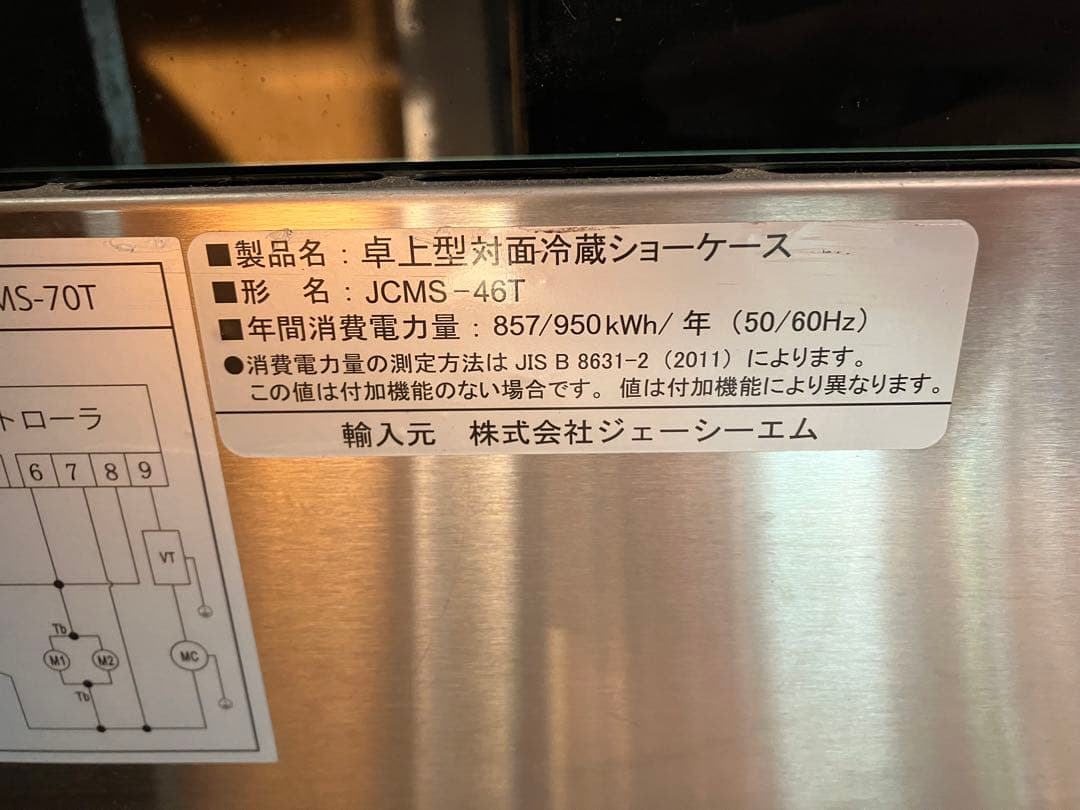 ■製品名：卓上型対面冷蔵ショーケース
■形　名：JCMS-46T
■年間消費電力量：857/950kWh/年（50/60Hz）
●消費電力量の測定方法は JIS B 8631-2（2011）によります。
この値は付加機能のない場合です。値は付加機能により異なります。
輸入元　株式会社ジェーシーエム
MS-70T
トローラ
6 7 8 9
VT
Tb
M1 M2 MC
Tb